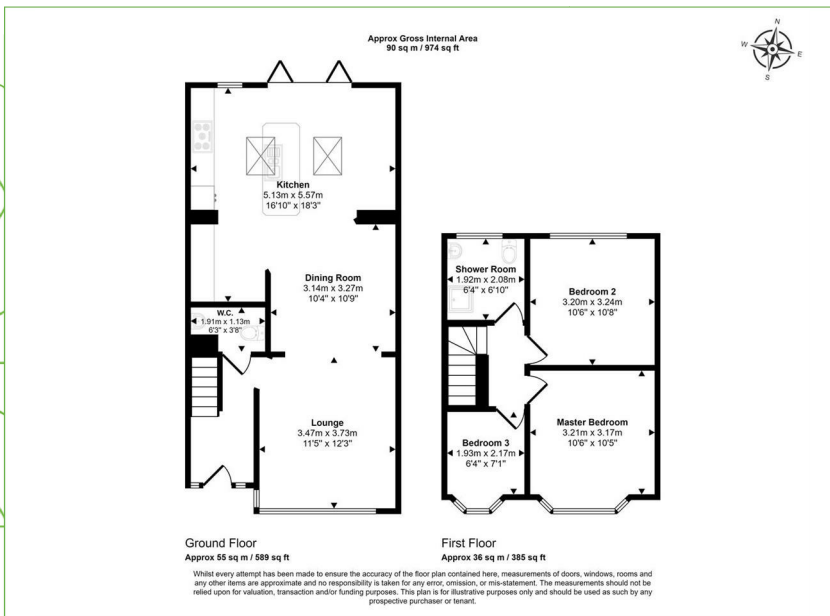 Approx Gross Internal Area
90 sq m / 974 sq ft
N
W
E
S
Kitchen
5.13m x 5.57m
16'10" x 18'3"
Dining Room
3.14m x 3.27m
10'4" x 10'9"
W.C.
1.91m x 1.13m
6'3" x 3'8"
Lounge
3.47m x 3.73m
11'5" x 12'3"
Shower Room
1.92m x 2.08m
6'4" x 6'10"
Bedroom 2
3.20m x 3.24m
10'6" x 10'8"
Master Bedroom
3.21m x 3.17m
10'6" x 10'5"
Bedroom 3
1.93m x 2.17m
6'4" x 7'1"
Ground Floor
Approx 55 sq m / 589 sq ft
First Floor
Approx 36 sq m / 385 sq ft
Whilst every attempt has been made to ensure the accuracy of the floor plan contained here, measurements of doors, windows, rooms and
any other items are approximate and no responsibility is taken for any error, omission, or mis-statement. The measurements should not be
relied upon for valuation, transaction and/or funding purposes. This plan is for illustrative purposes only and should be used as such by any
prospective purchaser or tenant.